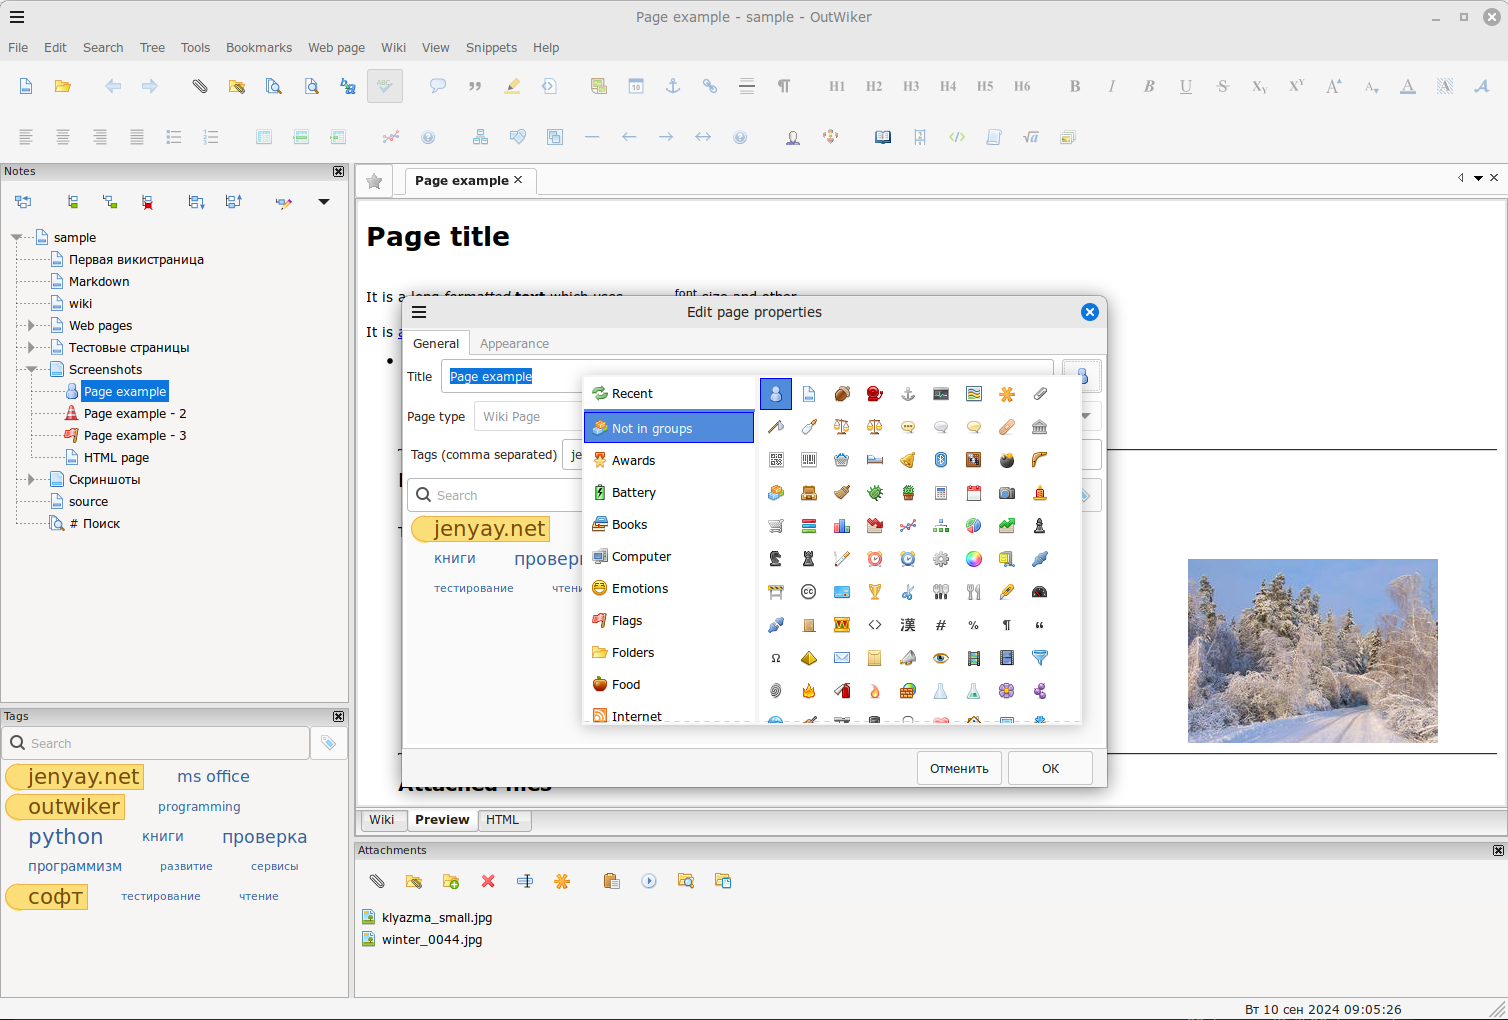 Page example - sample - OutWiker
File Edit Search Tree Tools Bookmarks Web page Wiki View Snippets Help
H1 H2 H3 H4 H5 H6 B I B U S
Notes
sample
Первая викистраница
Markdown
wiki
Web pages
Тестовые страницы
Screenshots
Page example
Page example - 2
Page example - 3
HTML page
Скриншоты
source
# Поиск
Tags
Search
jenyay.net ms office
outwiker programming
python книги проверка
программизм развитие сервисы
софт тестирование чтение
Page example
Page title
It is a long formatted text which uses font size and other
It is
Edit page properties
General Appearance
Title Page example
Page type Wiki Page
Tags (comma separated) je
Search
jenyay.net
книги
тестирование
Recent
Not in groups
Awards
Battery
Books
Computer
Emotions
Flags
Folders
Food
Internet
Отменить OK
Attached files
Wiki Preview HTML
Attachments
klyazma_small.jpg
winter_0044.jpg
Вт 10 сен 2024 09:05:26